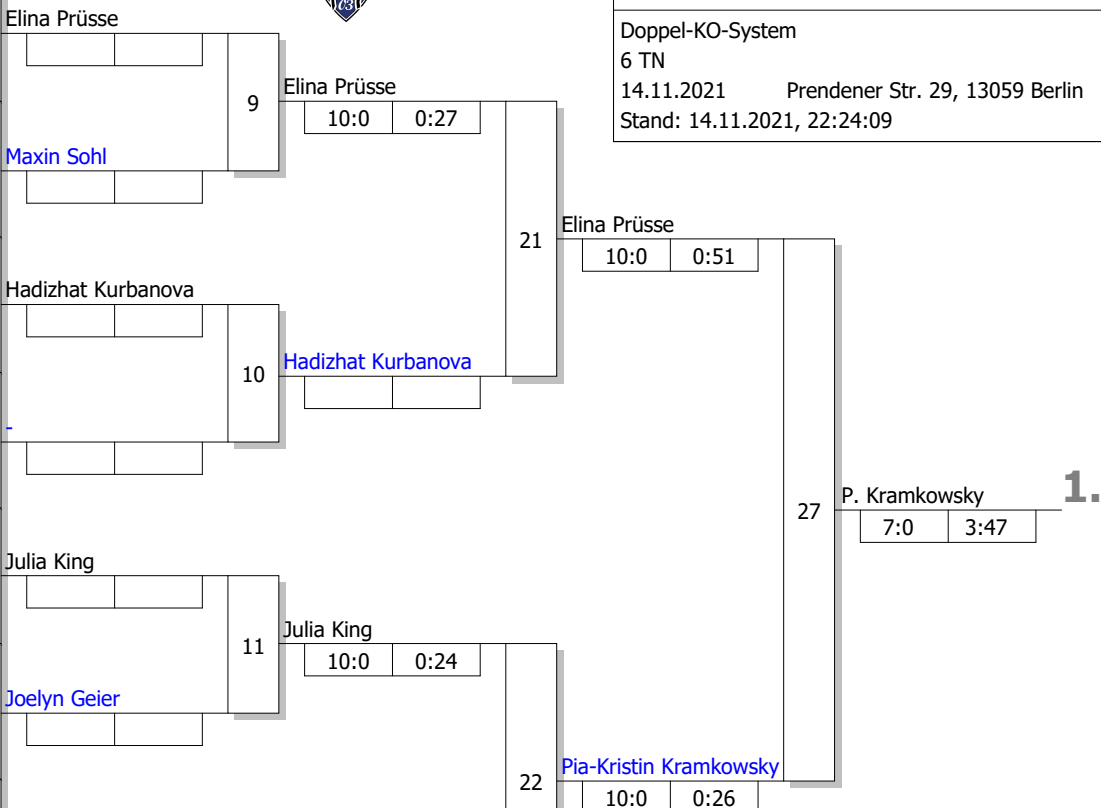 Elina Prüsse
03
Doppel-KO-System
6 TN
14.11.2021 Prendener Str. 29, 13059 Berlin
Stand: 14.11.2021, 22:24:09
9
Elina Prüsse
10:0 0:27
Maxin Sohl
21
Elina Prüsse
10:0 0:51
Hadizhat Kurbanova
10
Hadizhat Kurbanova
-
27
P. Kramkowsky
1.
7:0 3:47
Julia King
11
Julia King
10:0 0:24
Joelyn Geier
22
Pia-Kristin Kramkowsky
10:0 0:26